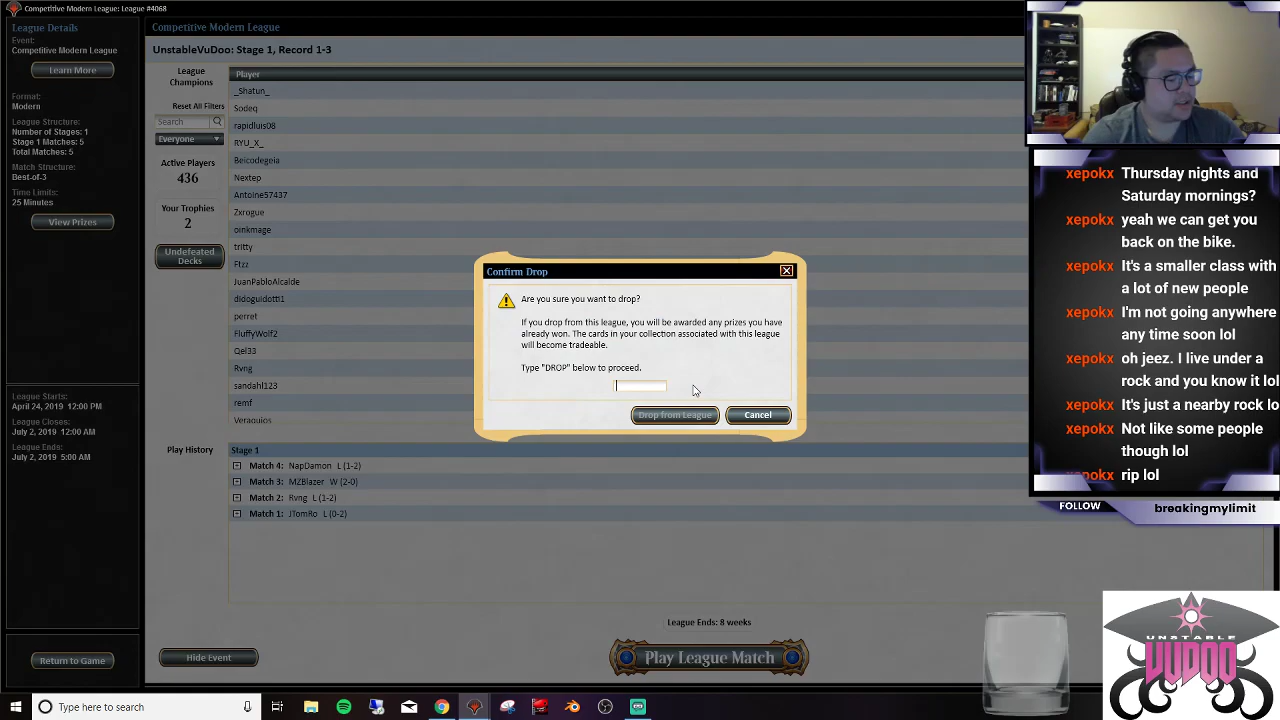 Competitive Modern League: League #4068
League Details
Event:
Competitive Modern League
Learn More
Format:
Modern
League Structure:
Number of Stages: 1
Stage 1 Matches: 5
Total Matches: 5
Match Structure:
Best-of-3
Time Limits:
25 Minutes
View Prizes
League Starts:
April 24, 2019 12:00 PM
League Closes:
July 2, 2019 12:00 AM
League Ends:
July 2, 2019 5:00 AM
Return to Game
Competitive Modern League
UnstableVuDoo: Stage 1, Record 1-3
League
Champions
Reset All Filters
Search
Everyone
Active Players
436
Your Trophies
2
Undefeated
Decks
Player
_Shatun_
Sodeq
rapidluis08
RYU_X_
Beicodegeia
Nextep
Antoine57437
Zxrogue
oinkmage
tritty
Ftzz
JuanPabloAlcalde
didoguidotti1
perret
FluffyWolf2
Qel33
Rvng
sandahl123
remf
Confirm Drop
Are you sure you want to drop?
If you drop from this league, you will be awarded any prizes you have
already won. The cards in your collection associated with this league
will become tradeable.
Type "DROP" below to proceed.
Drop from League
Cancel
Play History
Stage 1
Match 4: NapDamon L (1-2)
Match 3: MZBlazer W (2-0)
Match 2: Rvng L (1-2)
Match 1: JTomRo L (0-2)
League Ends: 8 weeks
Hide Event
Play League Match
xepokx Thursday nights and
Saturday mornings?
xepokx yeah we can get you
back on the bike.
xepokx It's a smaller class with
a lot of new people
xepokx I'm not going anywhere
any time soon lol
xepokx oh jeez. I live under a
rock and you know it lol
xepokx It's just a nearby rock lol
xepokx Not like some people
though lol
xepokx rip lol
FOLLOW breakingmylimit
UNSTABLE
VUDOO
Type here to search